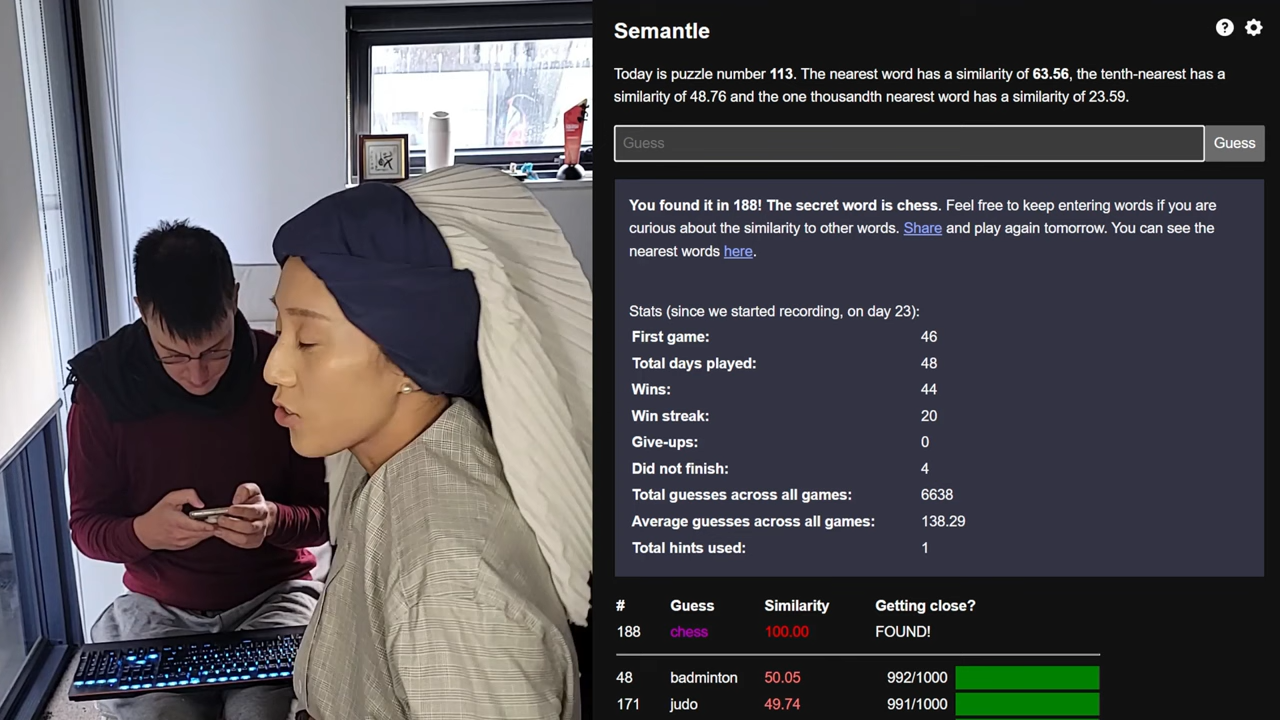 Semantle
Today is puzzle number 113. The nearest word has a similarity of 63.56, the tenth-nearest has a
similarity of 48.76 and the one thousandth nearest word has a similarity of 23.59.
Guess Guess
You found it in 188! The secret word is chess. Feel free to keep entering words if you are
curious about the similarity to other words. Share and play again tomorrow. You can see the
nearest words here.
Stats (since we started recording, on day 23):
First game: 46
Total days played: 48
Wins: 44
Win streak: 20
Give-ups: 0
Did not finish: 4
Total guesses across all games: 6638
Average guesses across all games: 138.29
Total hints used: 1
# Guess Similarity Getting close?
188 chess 100.00 FOUND!
48 badminton 50.05 992/1000
171 judo 49.74 991/1000